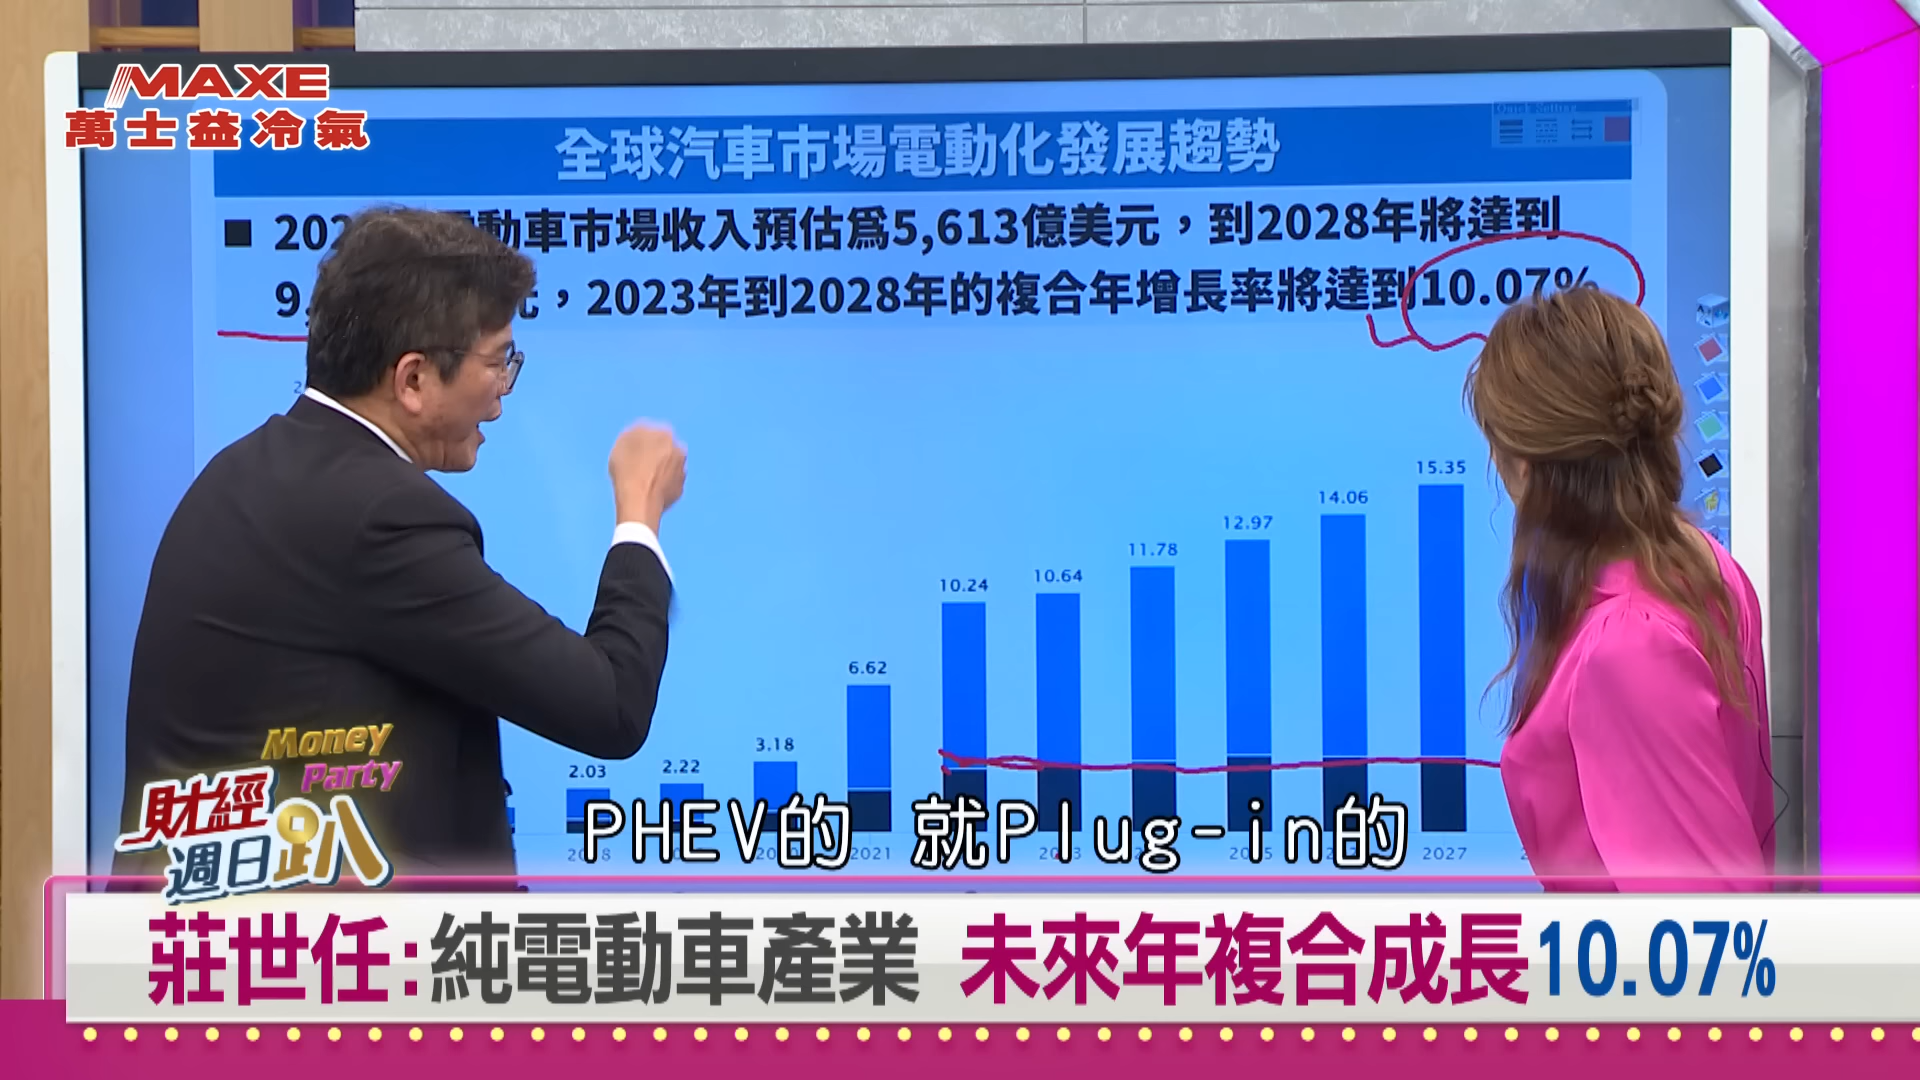 MAXE
萬士益冷氣
Quick Setting
全球汽車市場電動化發展趨勢
■ 202 電動車市場收入預估為5,613億美元，到2028年將達到
9, 元，2023年到2028年的複合年增長率將達到10.07%
15.35
14.06
12.97
11.78
10.64
10.24
6.62
3.18
2.22
2.03
2021
2027
PHEV的 就Plug-in的
Money
Party
財經
週日趴
莊世任:純電動車產業 未來年複合成長10.07%